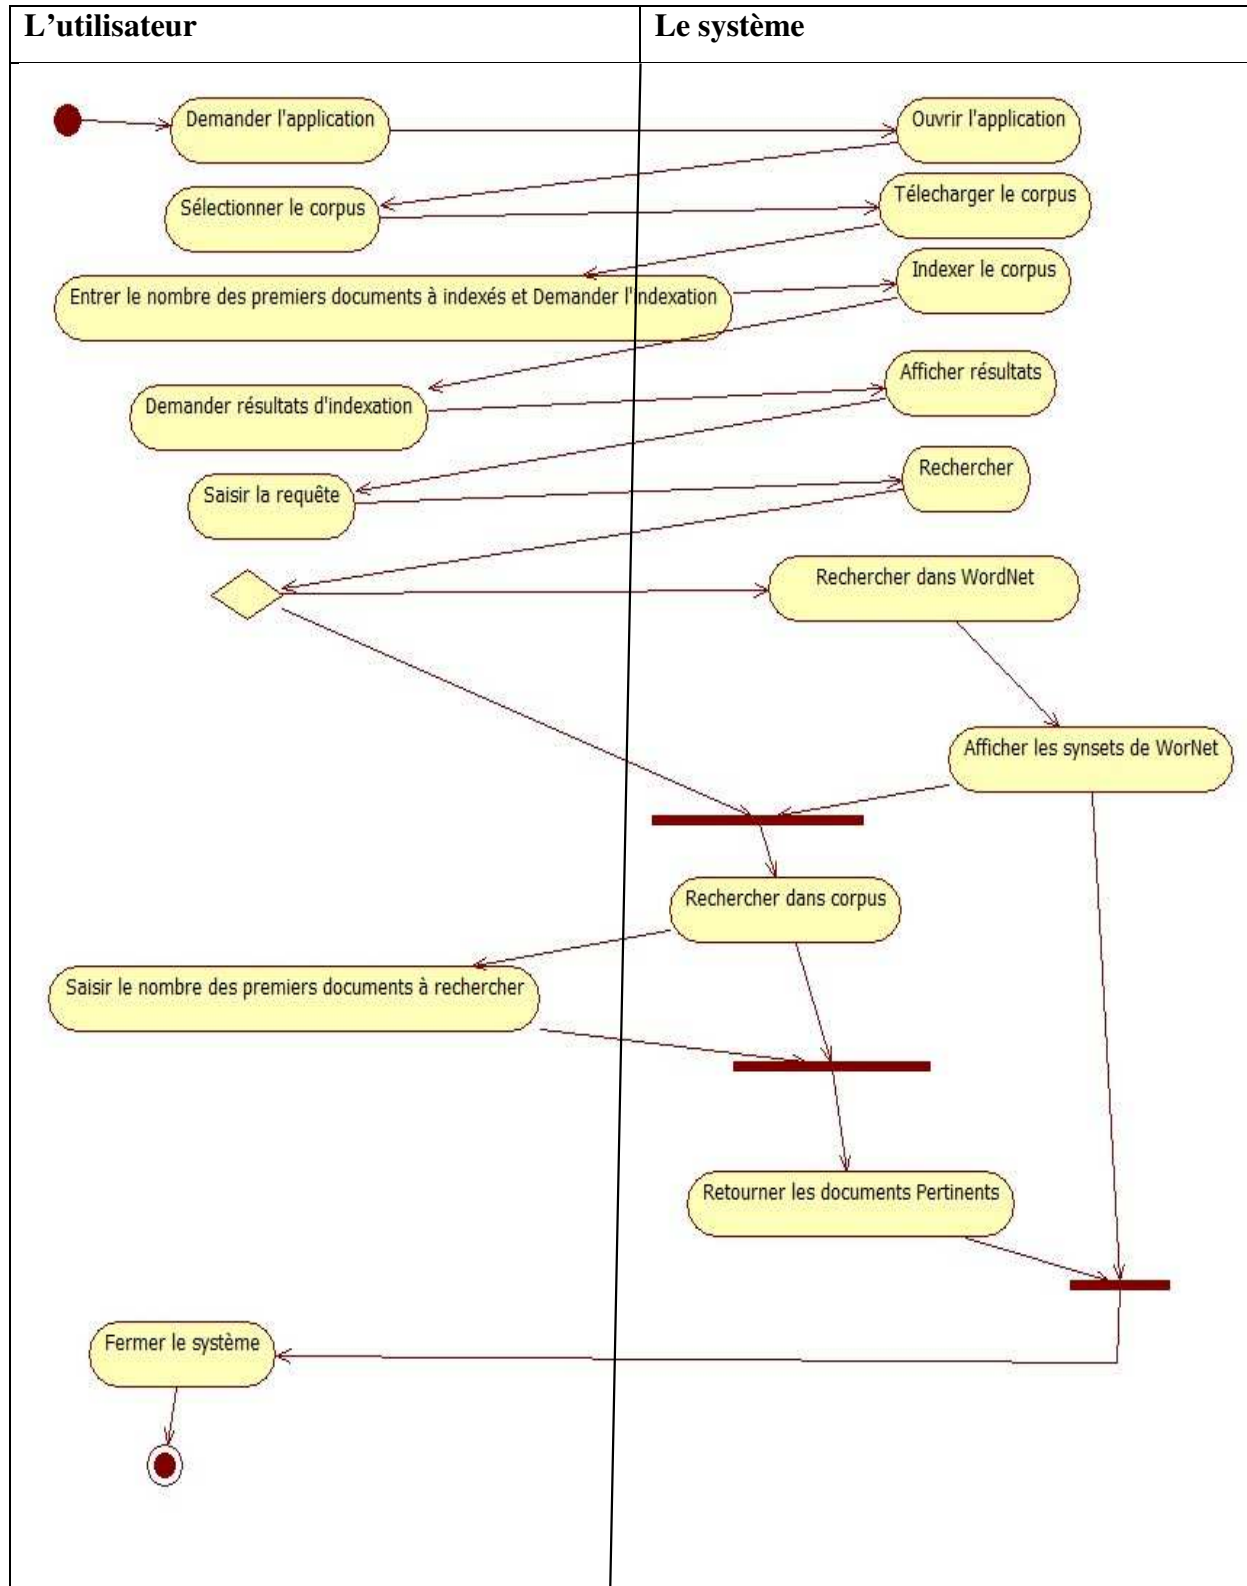 L'utilisateur
Le système
Demander l'application
Ouvrir l'application
Sélectionner le corpus
Télecharger le corpus
Entrer le nombre des premiers documents à indexés et Demander l'indexation
Indexer le corpus
Demander résultats d'indexation
Afficher résultats
Saisir la requête
Rechercher
Rechercher dans WordNet
Afficher les synsets de WorNet
Rechercher dans corpus
Saisir le nombre des premiers documents à rechercher
Retourner les documents Pertinents
Fermer le système